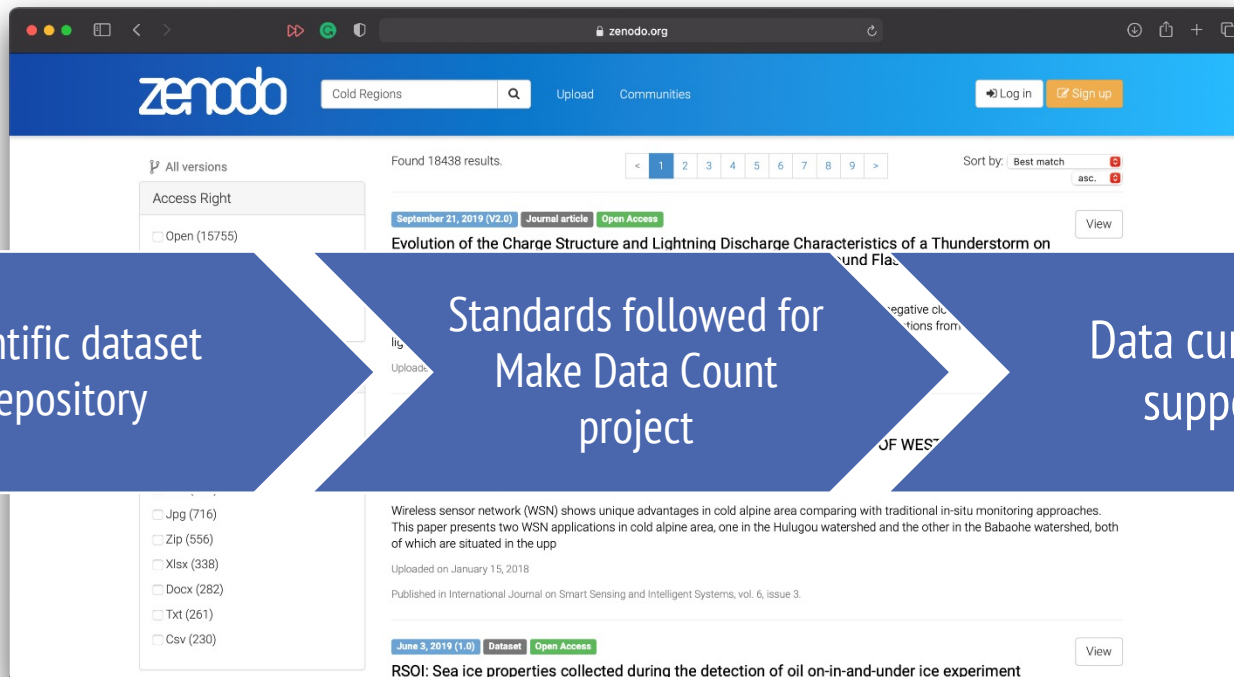 zenodo.org
zenodo
Cold Regions
Upload
Communities
Log in
Sign up
All versions
Found 18438 results.
< 1 2 3 4 5 6 7 8 9 >
Sort by: Best match
asc.
Access Right
Open (15755)
September 21, 2019 (V2.0) Journal article Open Access
View
Evolution of the Charge Structure and Lightning Discharge Characteristics of a Thunderstorm on
ntific dataset
epository
Standards followed for
Make Data Count
project
Data cur
supp
negative
tions from
OF WEST
Jpg (716)
Zip (556)
Xlsx (338)
Docx (282)
Txt (261)
Csv (230)
Wireless sensor network (WSN) shows unique advantages in cold alpine area comparing with traditional in-situ monitoring approaches.
This paper presents two WSN applications in cold alpine area, one in the Hulugou watershed and the other in the Babaohe watershed, both
of which are situated in the upp
Uploaded on January 15, 2018
Published in International Journal on Smart Sensing and Intelligent Systems, vol. 6, issue 3.
June 3, 2019 (1.0) Dataset Open Access
View
RSOI: Sea ice properties collected during the detection of oil on-in-and-under ice experiment